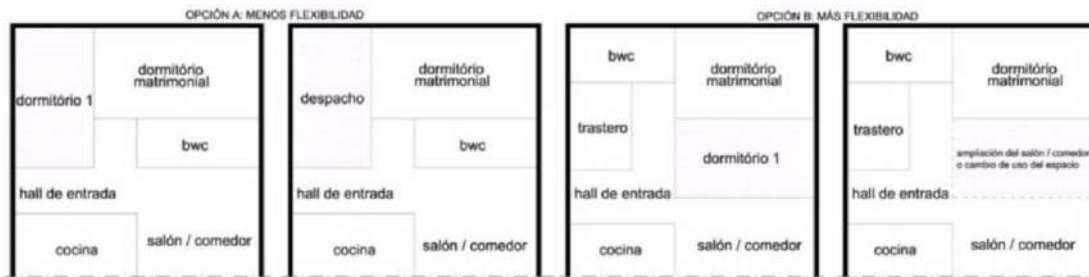 OPCIÓN A: MENOS FLEXIBILIDAD
dormitório
matrimonial
dormitório 1
bwc
hall de entrada
cocina
salón / comedor
dormitório
matrimonial
despacho
bwc
hall de entrada
cocina
salón / comedor
OPCIÓN B: MÁS FLEXIBILIDAD
bwc
dormitório
matrimonial
trastero
dormitório 1
hall de entrada
cocina
salón / comedor
bwc
dormitório
matrimonial
trastero
ampliación del salón / comedor
o cambio de uso del espacio
hall de entrada
cocina
salón / comedor